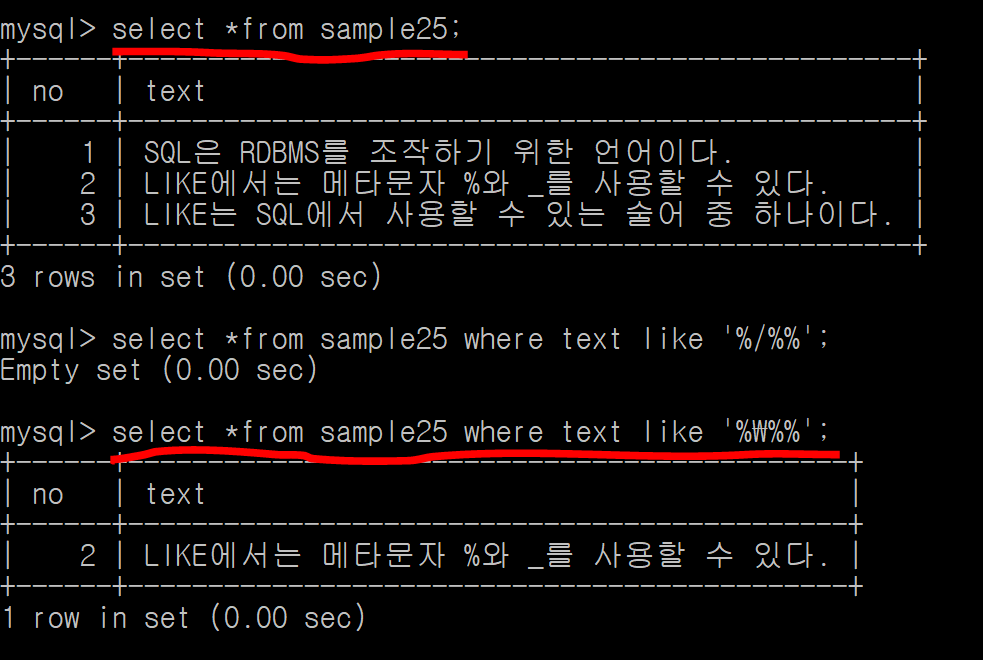 mysql> select *from sample25;
+------+------------------------------------------------+
| no   | text                                           |
+------+------------------------------------------------+
|    1 | SQL은 RDBMS를 조작하기 위한 언어이다.           |
|    2 | LIKE에서는 메타문자 %와 _를 사용할 수 있다.     |
|    3 | LIKE는 SQL에서 사용할 수 있는 술어 중 하나이다. |
+------+------------------------------------------------+
3 rows in set (0.00 sec)
mysql> select *from sample25 where text like '%/%%';
Empty set (0.00 sec)
mysql> select *from sample25 where text like '%₩%%';
+------+--------------------------------------------+
| no   | text                                       |
+------+--------------------------------------------+
|    2 | LIKE에서는 메타문자 %와 _를 사용할 수 있다. |
+------+--------------------------------------------+
1 row in set (0.00 sec)